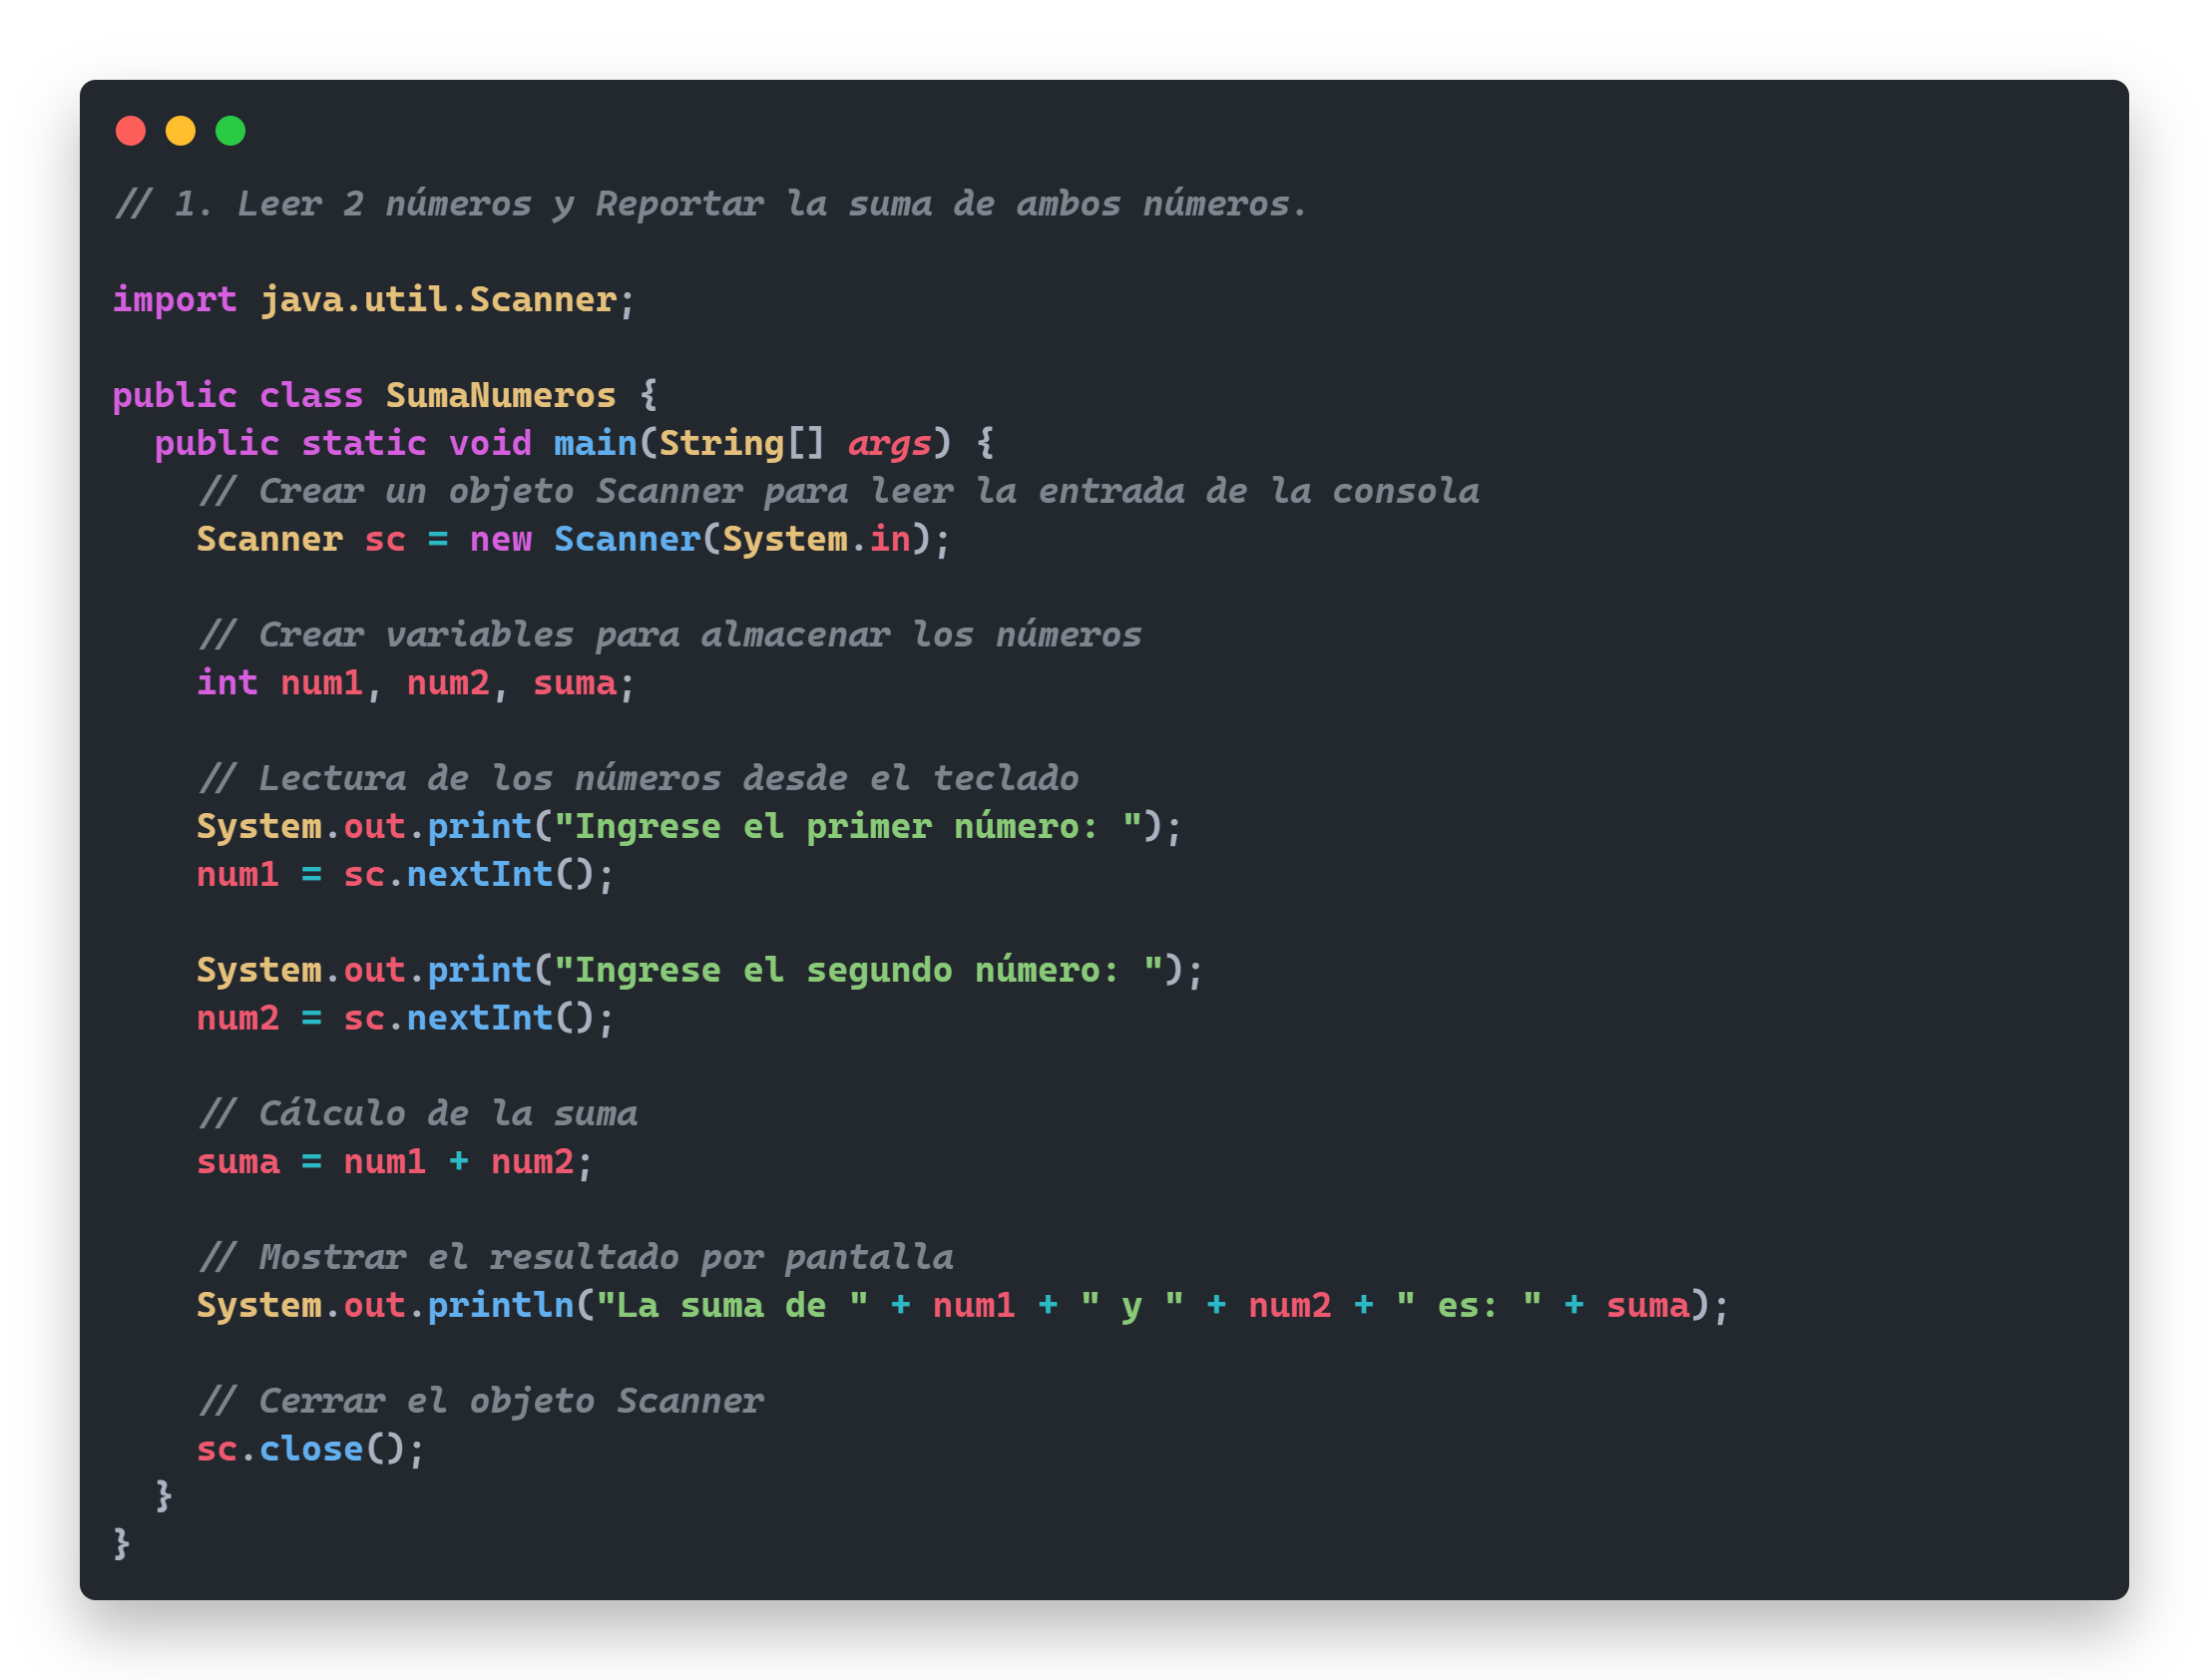 // 1. Leer 2 números y Reportar la suma de ambos números.
import java.util.Scanner;
public class SumaNumeros {
  public static void main(String[] args) {
    // Crear un objeto Scanner para leer la entrada de la consola
    Scanner sc = new Scanner(System.in);
    // Crear variables para almacenar los números
    int num1, num2, suma;
    // Lectura de los números desde el teclado
    System.out.print("Ingrese el primer número: ");
    num1 = sc.nextInt();
    System.out.print("Ingrese el segundo número: ");
    num2 = sc.nextInt();
    // Cálculo de la suma
    suma = num1 + num2;
    // Mostrar el resultado por pantalla
    System.out.println("La suma de " + num1 + " y " + num2 + " es: " + suma);
    // Cerrar el objeto Scanner
    sc.close();
  }
}